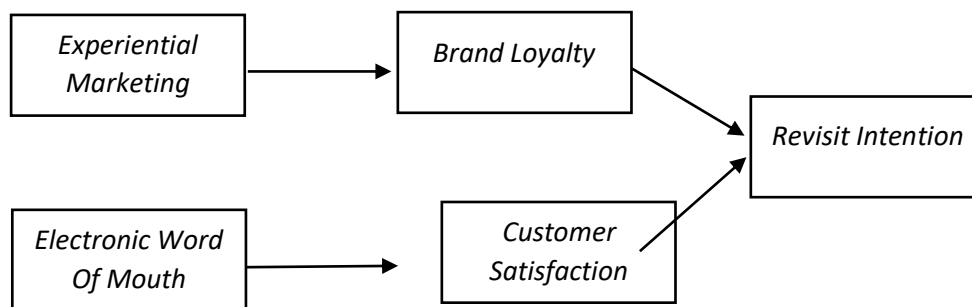 Experiential
Marketing
Brand Loyalty
Revisit Intention
Electronic Word
Of Mouth
Customer
Satisfaction